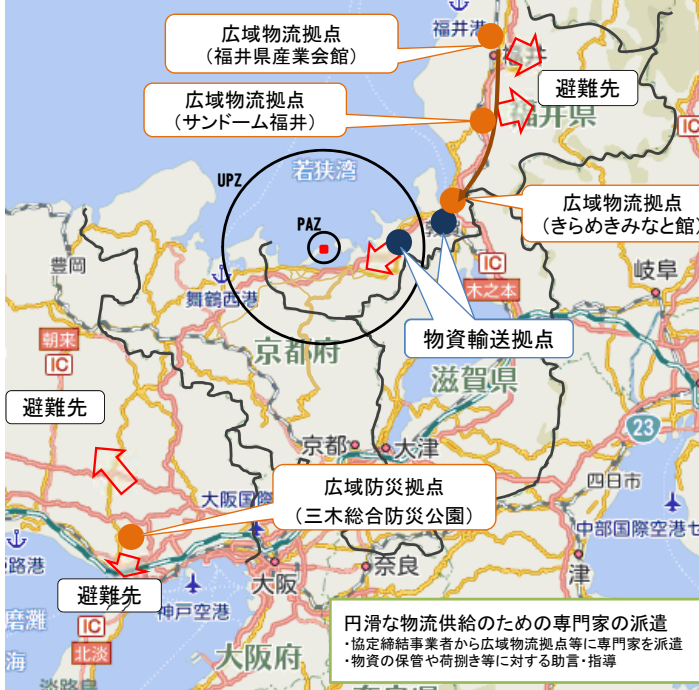 広域物流拠点
(福井県産業会館)
福井港
福井
避難先
広域物流拠点
(サンドーム福井)
福井県
IC
若狭湾
UPZ
PAZ
広域物流拠点
(きらめきみなと館)
豊岡
舞鶴西港
IC
木之本
岐阜
朝来
IC
京都府
物資輸送拠点
滋賀県
避難先
23
京都
大津
四日市
広域防災拠点
(三木総合防災公園)
大阪国際
中部国際空港セ
路港
避難先
神戸空港
大阪
奈良
津
磨灘
IC
北淡
海
淡路島
大阪府
円滑な物流供給のための専門家の派遣
・協定締結事業者から広域物流拠点等に専門家を派遣
・物資の保管や荷捌き等に対する助言・指導